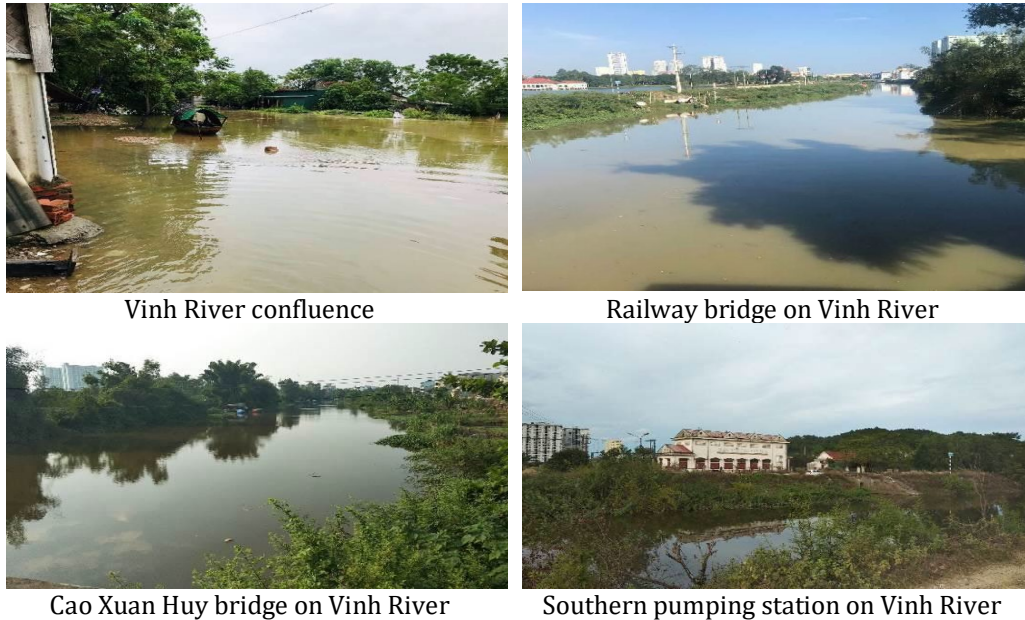 Vinh River confluence
Railway bridge on Vinh River
Cao Xuan Huy bridge on Vinh River
Southern pumping station on Vinh River